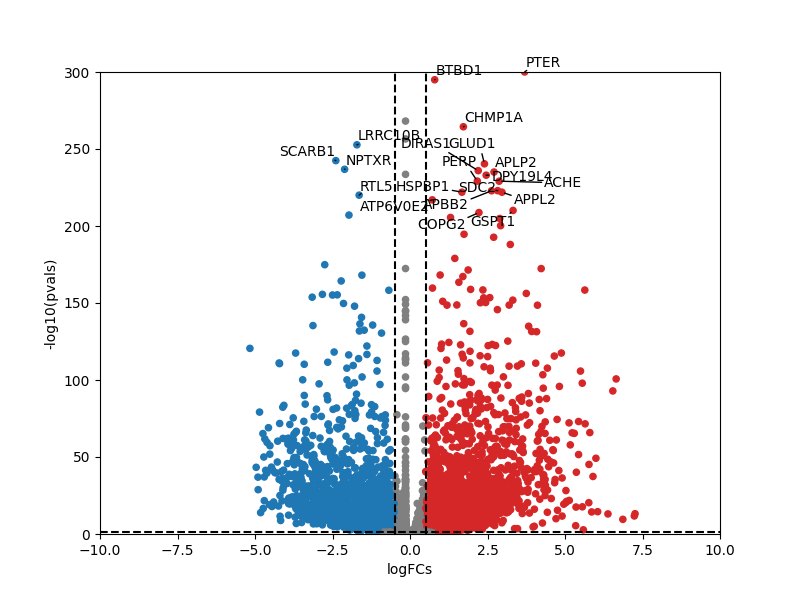 PTER
BTBD1
CHMP1A
LRRC10B
DIRAS1
GLUD1
SCARB1
NPTXR
PERP
APLP2
DPY19L4
RTL5
HSPBP1
SDC2
ACHE
ATP6V0E2
APBB2
APPL2
COPG2
GSPT1
300
250
200
150
100
50
0
-log10(pvals)
−10.0
−7.5
−5.0
−2.5
0.0
2.5
5.0
7.5
10.0
logFCs